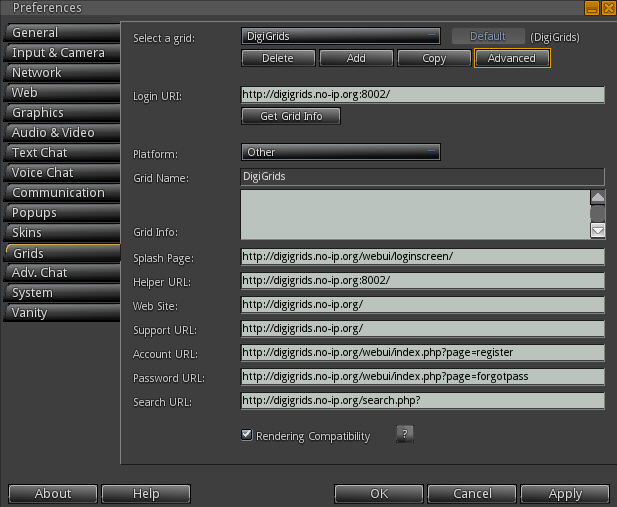 Preferences
General
Input & Camera
Network
Web
Graphics
Audio & Video
Text Chat
Voice Chat
Communication
Popups
Skins
Grids
Adv. Chat
System
Vanity
Select a grid: DigiGrids Default (DigiGrids)
Delete Add Copy Advanced
Login URI: http://digigrids.no-ip.org:8002/
Get Grid Info
Platform: Other
Grid Name: DigiGrids
Grid Info:
Splash Page: http://digigrids.no-ip.org/webui/loginscreen/
Helper URL: http://digigrids.no-ip.org:8002/
Web Site: http://digigrids.no-ip.org/
Support URL: http://digigrids.no-ip.org/
Account URL: http://digigrids.no-ip.org/webui/index.php?page=register
Password URL: http://digigrids.no-ip.org/webui/index.php?page=forgotpass
Search URL: http://digigrids.no-ip.org/search.php?
Rendering Compatibility ?
About Help OK Cancel Apply